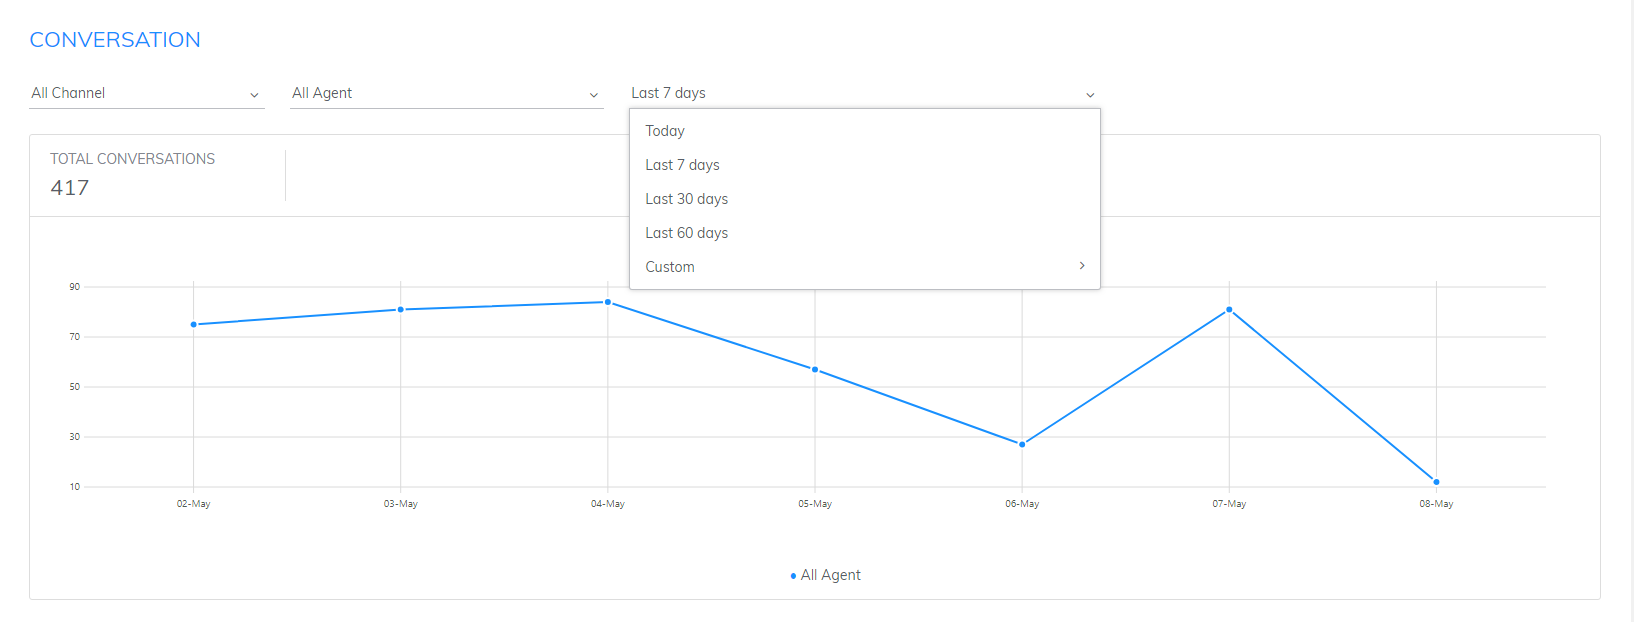 CONVERSATION
All Channel
All Agent
Last 7 days
Today
Last 7 days
Last 30 days
Last 60 days
Custom
TOTAL CONVERSATIONS
417
90
70
50
30
10
02-May
03-May
04-May
05-May
06-May
07-May
08-May
All Agent